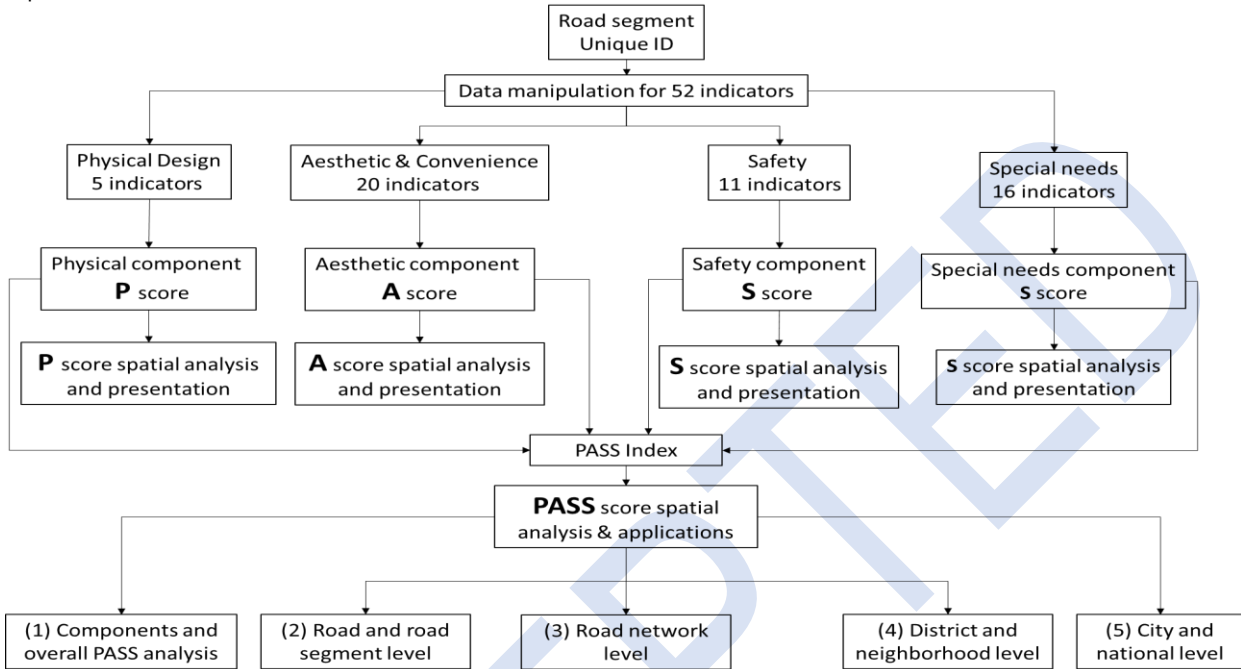 Road segment
Unique ID
Data manipulation for 52 indicators
Physical Design
5 indicators
Aesthetic & Convenience
20 indicators
Safety
11 indicators
Special needs
16 indicators
Physical component
P score
Aesthetic component
A score
Safety component
S score
Special needs component
S score
P score spatial analysis
and presentation
A score spatial analysis
and presentation
S score spatial analysis
and presentation
S score spatial analysis
and presentation
PASS Index
PASS score spatial
analysis & applications
(1) Components and
overall PASS analysis
(2) Road and road
segment level
(3) Road network
level
(4) District and
neighborhood level
(5) City and
national level
PTED